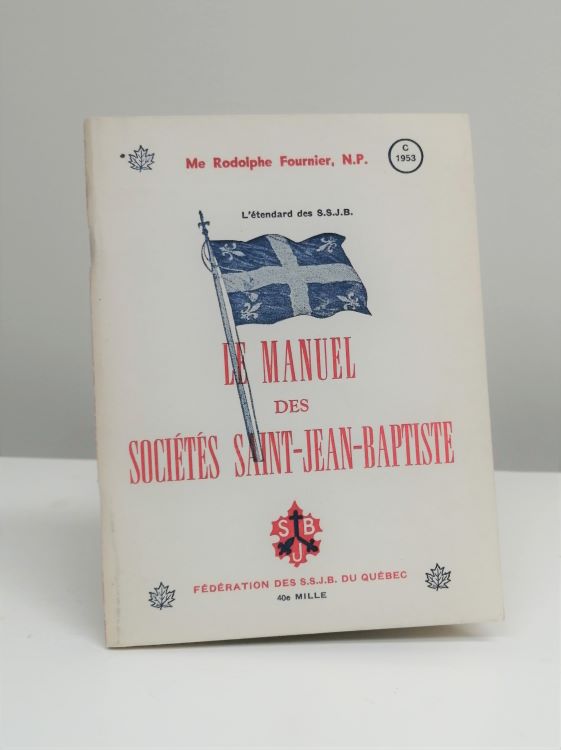 Me Rodolphe Fournier, N.P.
C
1953
L'étendard des S.S.J.B.
LE MANUEL
DES
SOCIÉTÉS SAINT-JEAN-BAPTISTE
S B
J
FÉDÉRATION DES S.S.J.B. DU QUÉBEC
40e MILLE